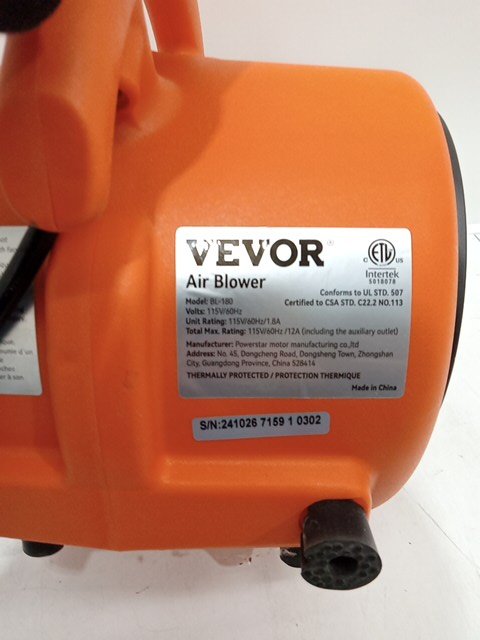 VEVOR®
Air Blower
Model: BL-180
Volts: 115V/60Hz
Unit Rating: 115V/60Hz/1.8A
Total Max. Rating: 115V/60Hz /12A (including the auxiliary outlet)
Manufacturer: Powerstar motor manufacturing co.,ltd
Address: No. 45, Dongcheng Road, Dongsheng Town, Zhongshan
City, Guangdong Province, China 528414
THERMALLY PROTECTED / PROTECTION THERMIQUE
C ETL US
Intertek
5018078
Conforms to UL STD. 507
Certified to CSA STD. C22.2 NO.113
Made in China
S/N:241026 7159 1 0302